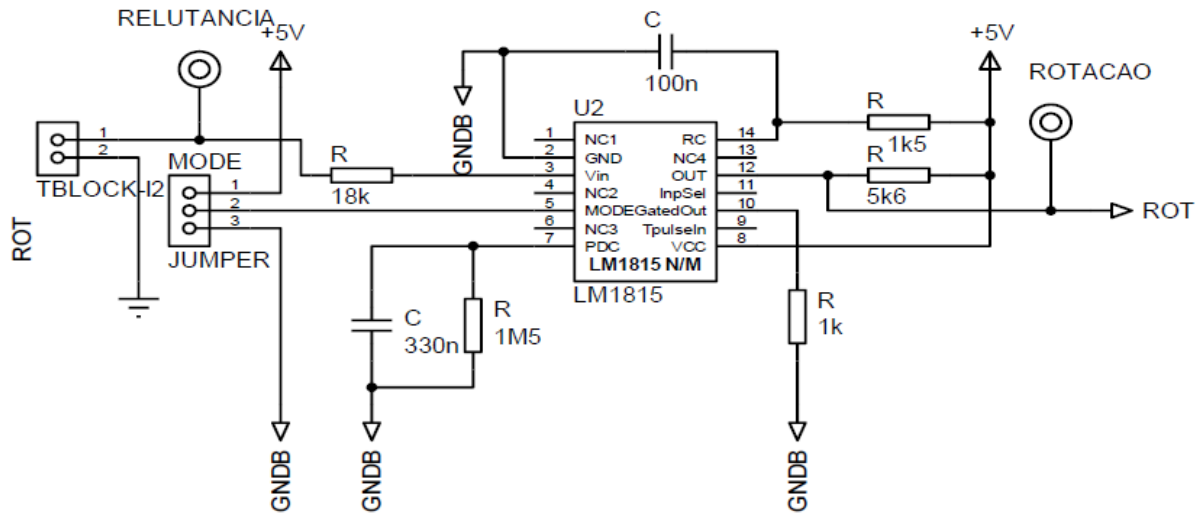 RELUTANCIA
+5V
C
100n
+5V
ROTACAO
GNDB
U2
1
2
TBLOCK-I2
ROT
MODE
1
2
3
JUMPER
R
18k
1 NC1 RC 14
2 GND NC4 13
3 Vin OUT 12
4 NC2 InpSel 11
5 MODEGatedOut 10
6 NC3 TpulseIn 9
7 PDC VCC 8
LM1815 N/M
LM1815
R
1k5
R
5k6
ROT
C
330n
R
1M5
R
1k
GNDB
GNDB
GNDB